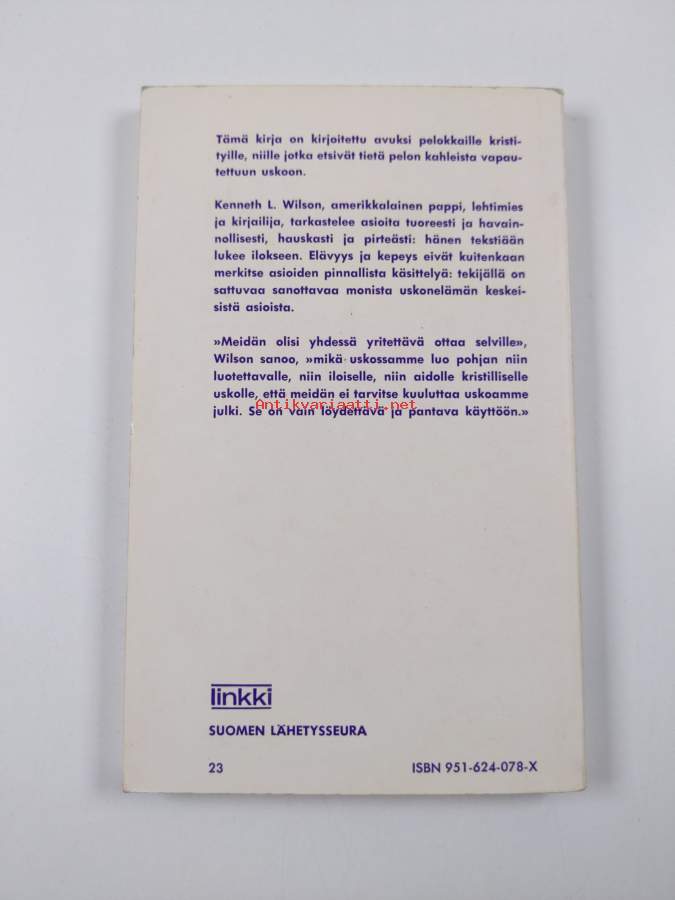 Tämä kirja on kirjoitettu avuksi pelokkaille kristi-
tyille, niille jotka etsivät tietä pelon kahleista vapau-
tettuun uskoon.
Kenneth L. Wilson, amerikkalainen pappi, lehtimies
ja kirjailija, tarkastelee asioita tuoreesti ja havain-
nollisesti, hauskasti ja pirteästi: hänen tekstiään
lukee ilokseen. Elävyys ja kepeys eivät kuitenkaan
merkitse asioiden pinnallista käsittelyä: tekijällä on
sattuvaa sanottavaa monista uskonelämän keskei-
sistä asioista.
»Meidän olisi yhdessä yritettävä ottaa selville»,
Wilson sanoo, »mikä uskossamme luo pohjan niin
luotettavalle, niin iloiselle, niin aidolle kristilliselle
uskolle, että meidän ei tarvitse kuuluttaa uskoamme
julki. Se on vain löydettävä ja pantava käyttöön.»
Antikvariaatti.net
linkki
SUOMEN LÄHETYSSEURA
23 ISBN 951-624-078-X